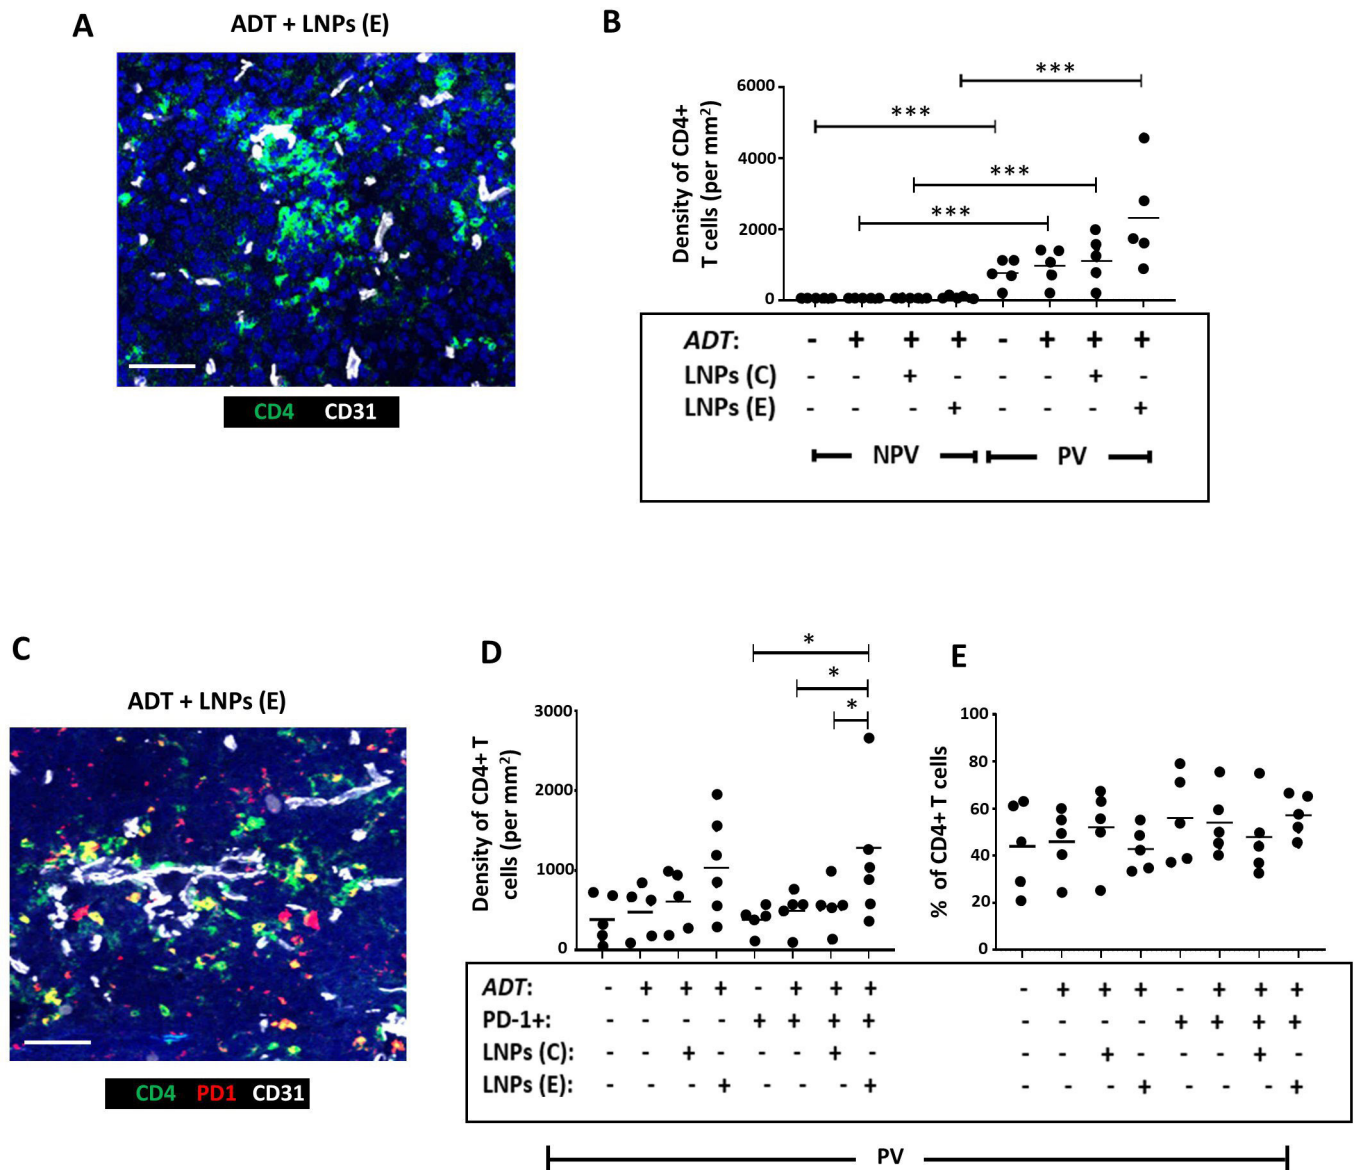 A
ADT + LNPs (E)
CD4 CD31
B
Density of CD4+
T cells (per mm²)
6000
4000
2000
0
***
***
***
***
ADT: - + + + - + + +
LNPs (C) - - + - - - + -
LNPs (E) - - - + - - - +
NPV PV
C
ADT + LNPs (E)
CD4 PD1 CD31
D
Density of CD4+ T
cells (per mm²)
3000
2000
1000
0
*
*
*
E
% of CD4+ T cells
100
80
60
40
20
0
ADT: - + + + - + + + - + + + - + + +
PD-1+: - - - - + + + + - - - - + + + +
LNPs (C): - - + - - - + - - - + - - - + -
LNPs (E): - - - + - - - + - - - + - - - +
PV